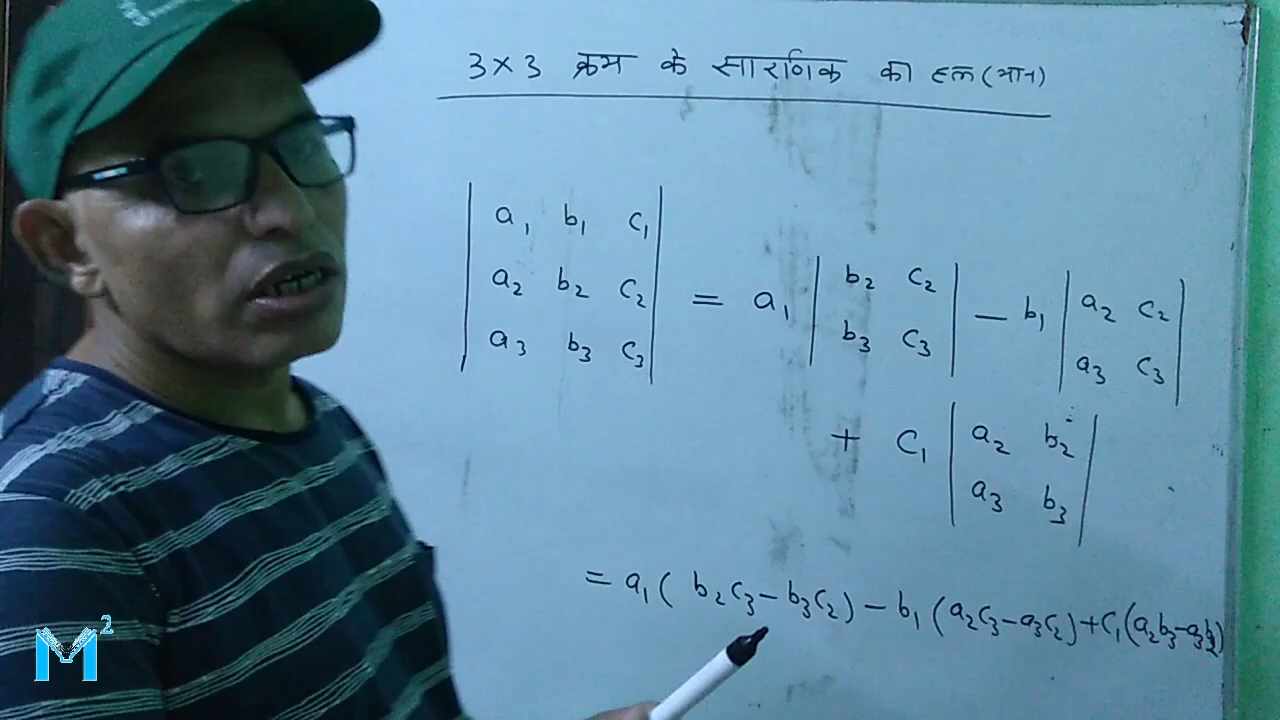 3×3 क्रम के सारणिक का हल (मान)
| a₁ b₁ c₁ |
| a₂ b₂ c₂ | = a₁ | b₂ c₂ | − b₁ | a₂ c₂ |
| a₃ b₃ c₃ | | b₃ c₃ | | a₃ c₃ |
+ C₁ | a₂ b₂ |
| a₃ b₃ |
= a₁( b₂c₃ − b₃c₂) − b₁ (a₂c₃ − a₃c₂) + c₁(a₂b₃ − a₃b₂)
M²